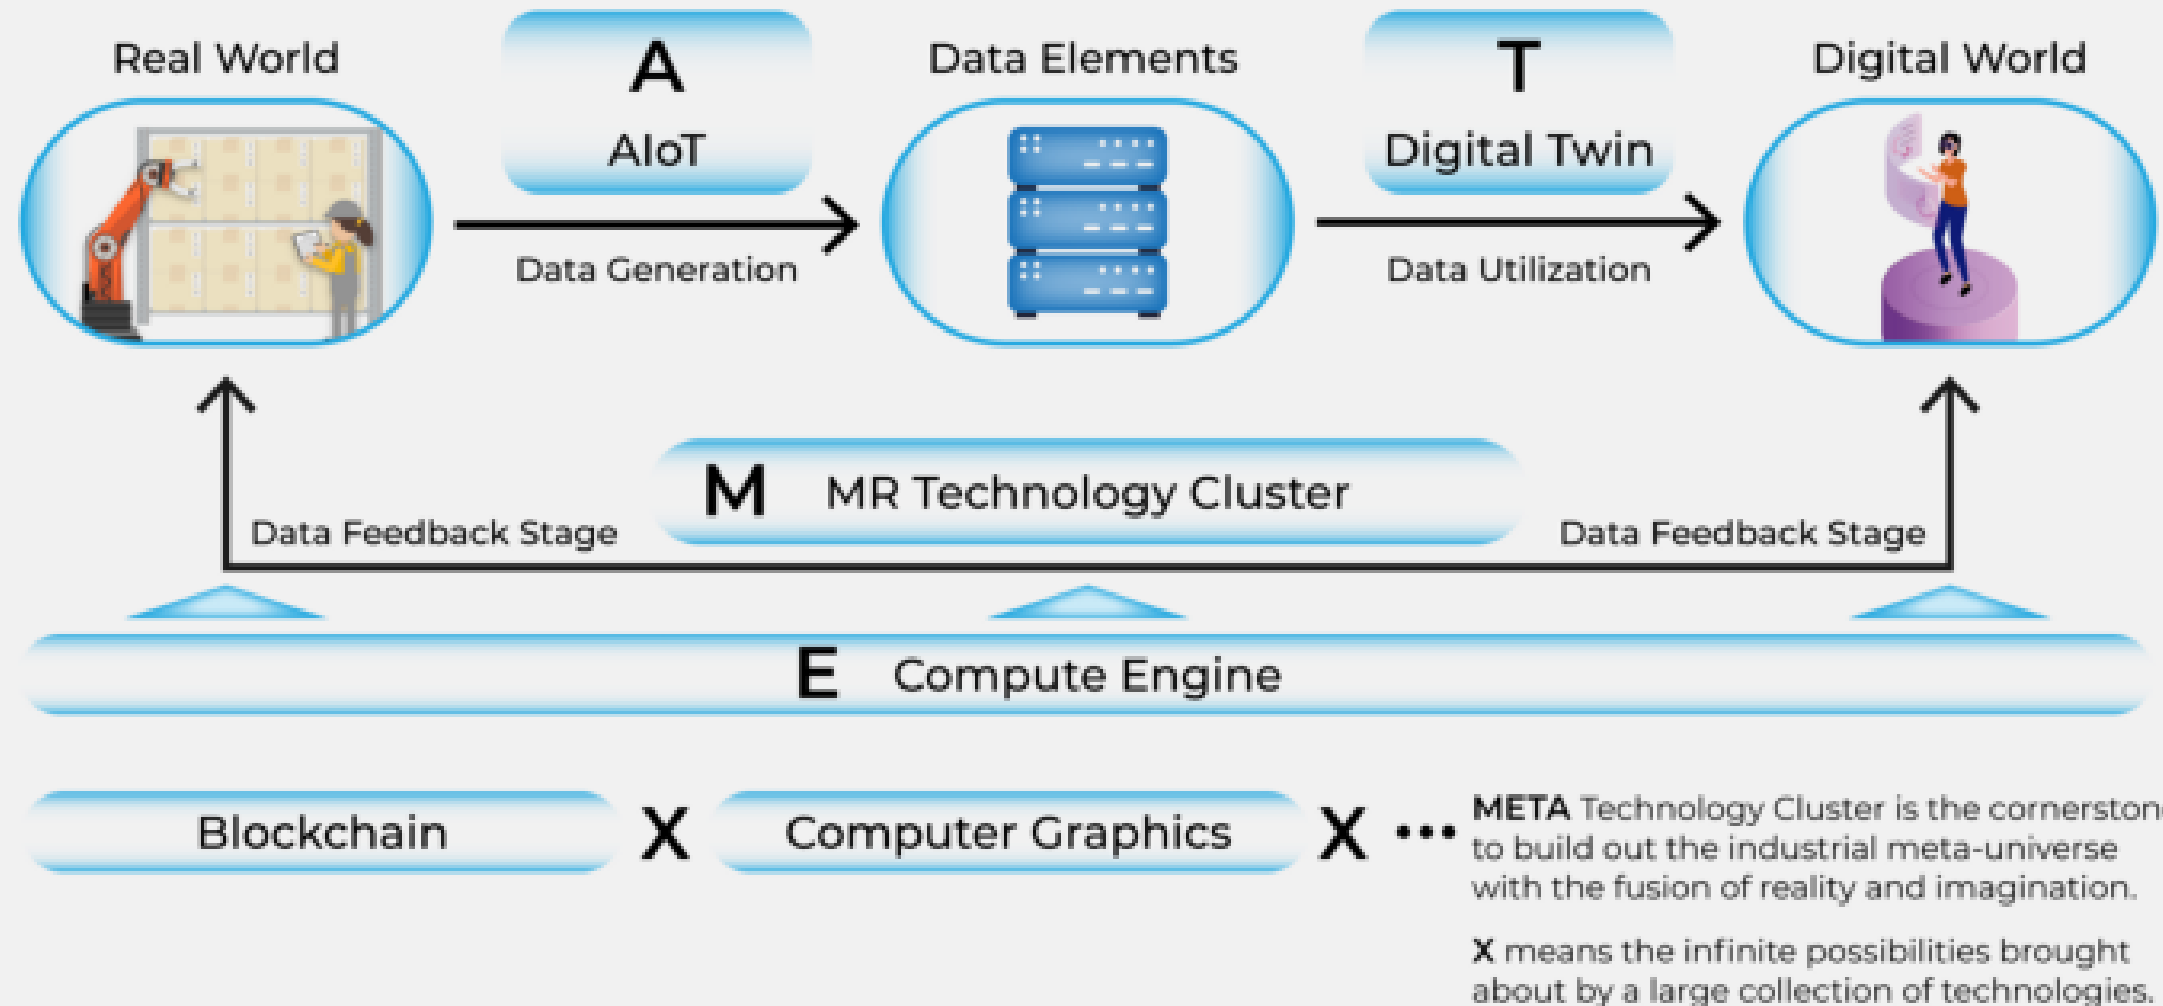 Real World
A
AIoT
Data Elements
T
Digital Twin
Digital World
Data Generation
Data Utilization
M MR Technology Cluster
Data Feedback Stage
Data Feedback Stage
E Compute Engine
Blockchain X Computer Graphics X •••
META Technology Cluster is the cornerstone
to build out the industrial meta-universe
with the fusion of reality and imagination.
X means the infinite possibilities brought
about by a large collection of technologies.